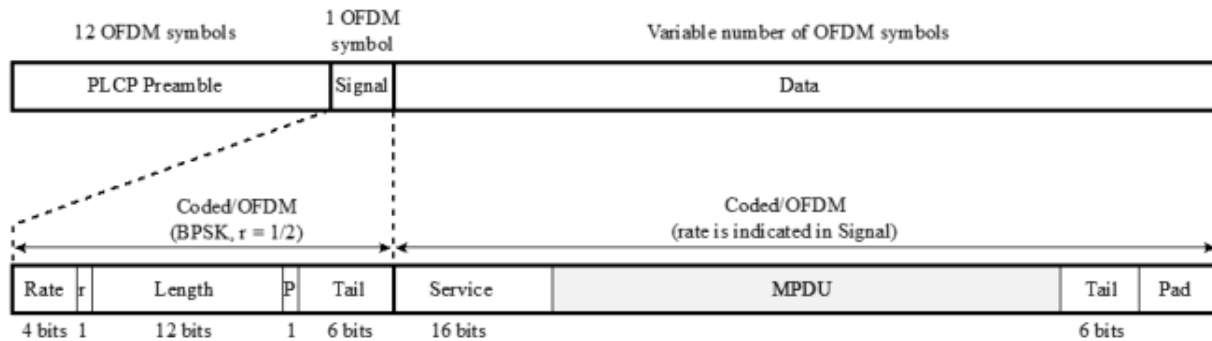 12 OFDM symbols
1 OFDM
symbol
Variable number of OFDM symbols
PLCP Preamble
Signal
Data
Coded/OFDM
(BPSK, r = 1/2)
Coded/OFDM
(rate is indicated in Signal)
Rate r Length P Tail Service MPDU Tail Pad
4 bits 1 12 bits 1 6 bits 16 bits 6 bits